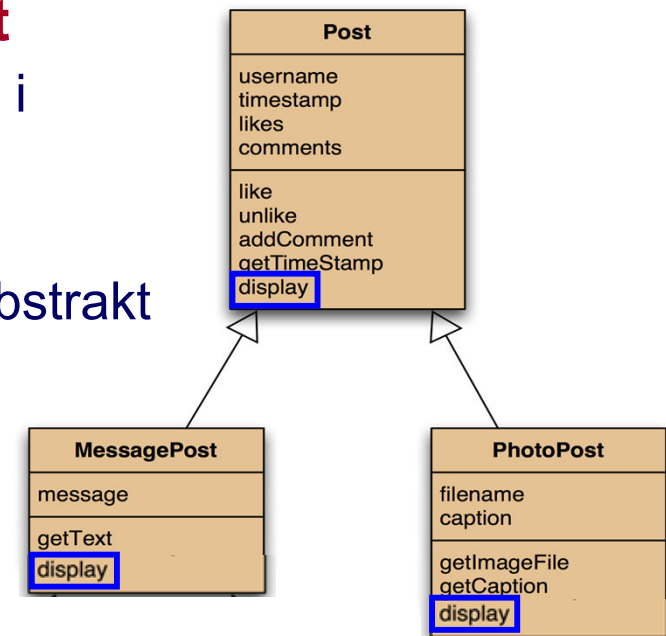 t
i
bstrakt
Post
username
timestamp
likes
comments
like
unlike
addComment
getTimeStamp
display
MessagePost
message
getText
display
PhotoPost
filename
caption
getImageFile
getCaption
display